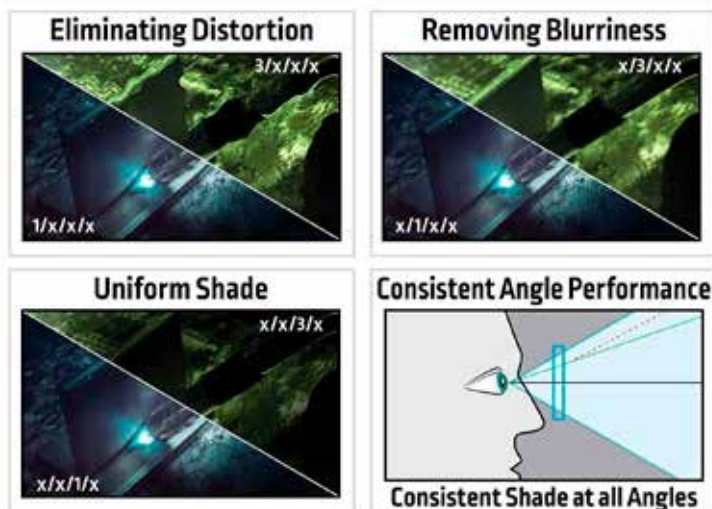 Eliminating Distortion
3/x/x/x
1/x/x/x
Removing Blurriness
x/3/x/x
x/1/x/x
Uniform Shade
x/x/3/x
x/x/1/x
Consistent Angle Performance
Consistent Shade at all Angles